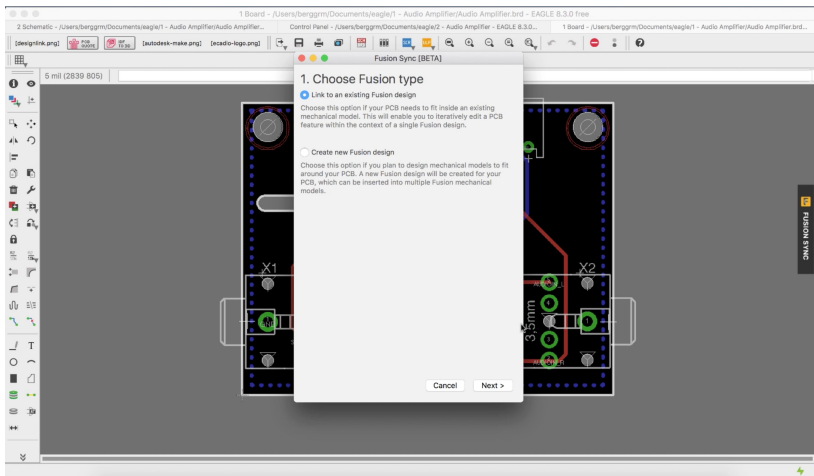 1 Board - /Users/berggrm/Documents/eagle/1 - Audio Amplifier/Audio Amplifier.brd - EAGLE 8.3.0 free
2 Schematic - /Users/berggrm/Documents/eagle/1 - Audio Amplifier/Audio Amplifier...
Control Panel - /Users/berggrm/Documents/eagle/2 - Audio Amplifier - EAGLE 8.3.0...
1 Board - /Users/berggrm/Documents/eagle/1 - Audio Amplifier/Audio Amplifier.brd...
[designlink.png]
PCB QUOTE
IDF TO 3D
[autodesk-make.png]
[ecadio-logo.png]
Fusion Sync [BETA]
5 mil (2839 805)
1. Choose Fusion type
Link to an existing Fusion design
Choose this option if your PCB needs to fit inside an existing
mechanical model. This will enable you to iteratively edit a PCB
feature within the context of a single Fusion design.
Create new Fusion design
Choose this option if you plan to design mechanical models to fit
around your PCB. A new Fusion design will be created for your
PCB, which can be inserted into multiple Fusion mechanical
models.
FUSION SYNC
X1
X2
3,5mm
4
3
1
T
Cancel
Next >